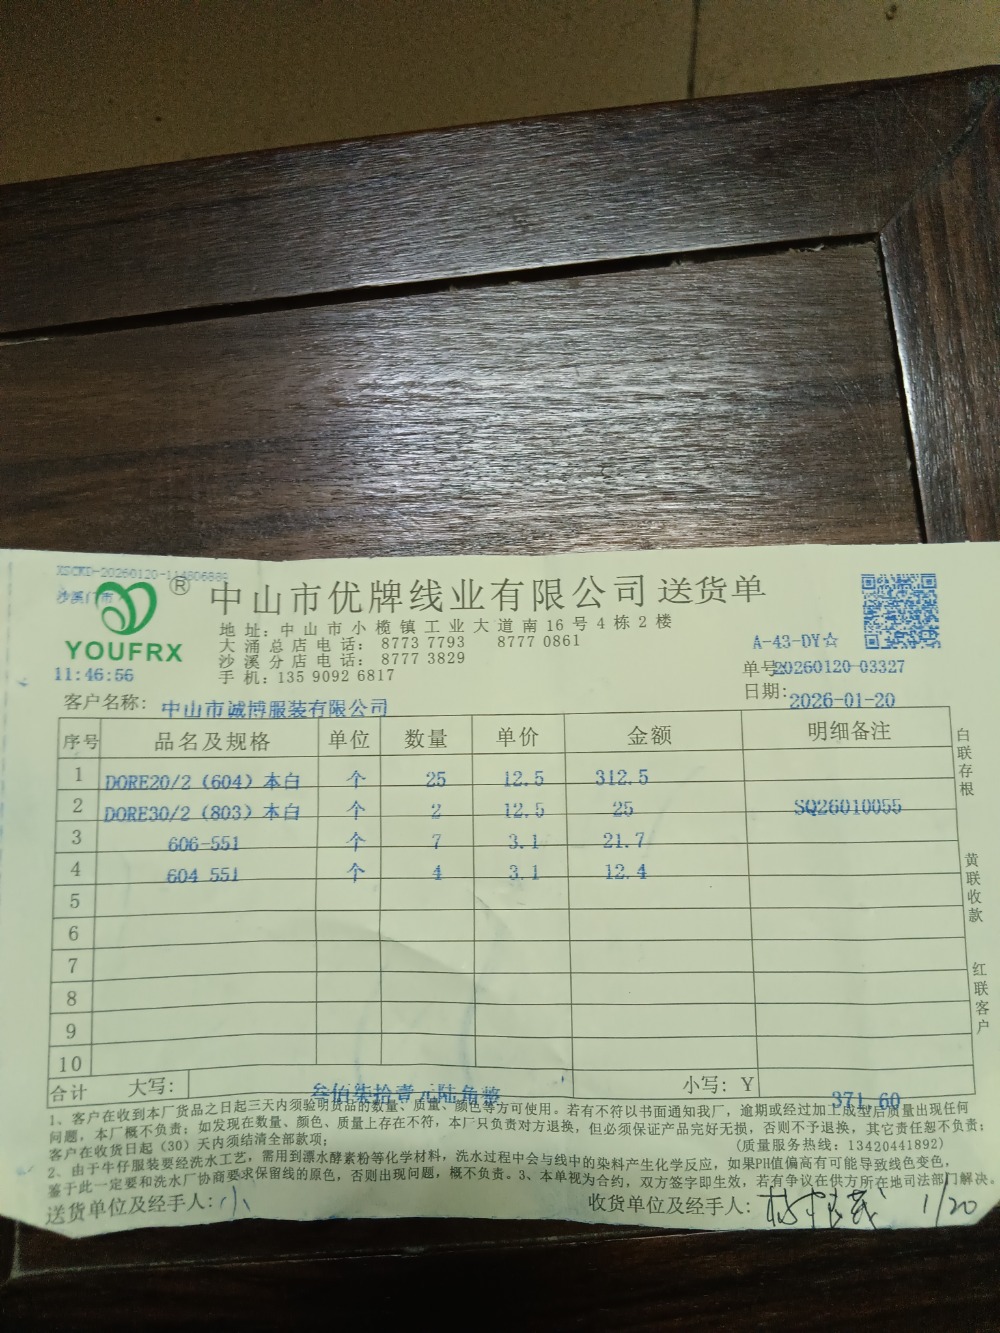 XSCKD-20260120-114806888
沙溪门市
YOUFRX
®
中山市优牌线业有限公司 送货单
地址:中山市小榄镇工业大道南16号4栋2楼
大涌总店电话: 8773 7793 8777 0861
沙溪分店电话: 8777 3829
手机:135 9092 6817
11:46:56
A-43-DY☆
单号20260120-03327
日期: 2026-01-20
客户名称: 中山市诚博服装有限公司
序号 品名及规格 单位 数量 单价 金额 明细备注
1 DORE20/2（604）本白 个 25 12.5 312.5
2 DORE30/2（803）本白 个 2 12.5 25 SQ26010055
3 606-551 个 7 3.1 21.7
4 604-551 个 4 3.1 12.4
5
6
7
8
9
10
合计 大写: 叁佰柒拾壹元陆角整 小写: Y 371.60
白联存根
黄联收款
红联客户
1、客户在收到本厂货品之日起三天内须验明货品的数量、质量、颜色等方可使用。若有不符以书面通知我厂，逾期或经过加工成型后质量出现任何
问题，本厂概不负责；如发现在数量、颜色、质量上存在不符，本厂只负责对方退换，但必须保证产品完好无损，否则不予退换，其它责任恕不负责；
客户在收货日起（30）天内须结清全部款项；
(质量服务热线：13420441892)
2、由于牛仔服装要经洗水工艺，需用到漂水酵素粉等化学材料，洗水过程中会与线中的染料产生化学反应，如果PH值偏高有可能导致线色变色，
鉴于此一定要和洗水厂协商要求保留线的原色，否则出现问题，概不负责。3、本单视为合约，双方签字即生效，若有争议在供方所在地司法部门解决。
送货单位及经手人: 小
收货单位及经手人: 1/20